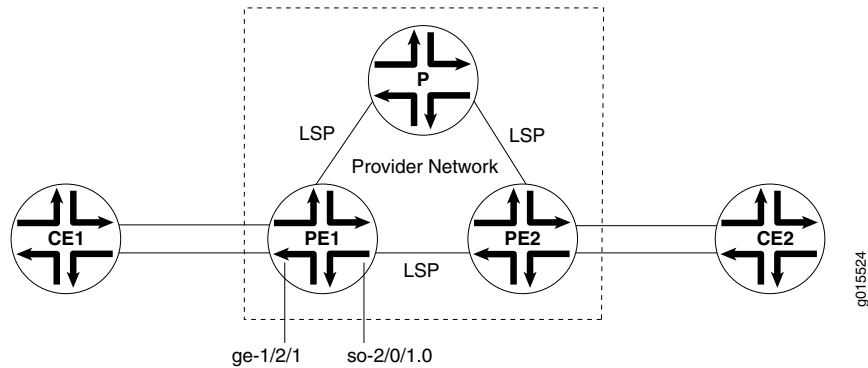 P
LSP
LSP
Provider Network
CE1
PE1
PE2
CE2
LSP
ge-1/2/1
so-2/0/1.0
g015524